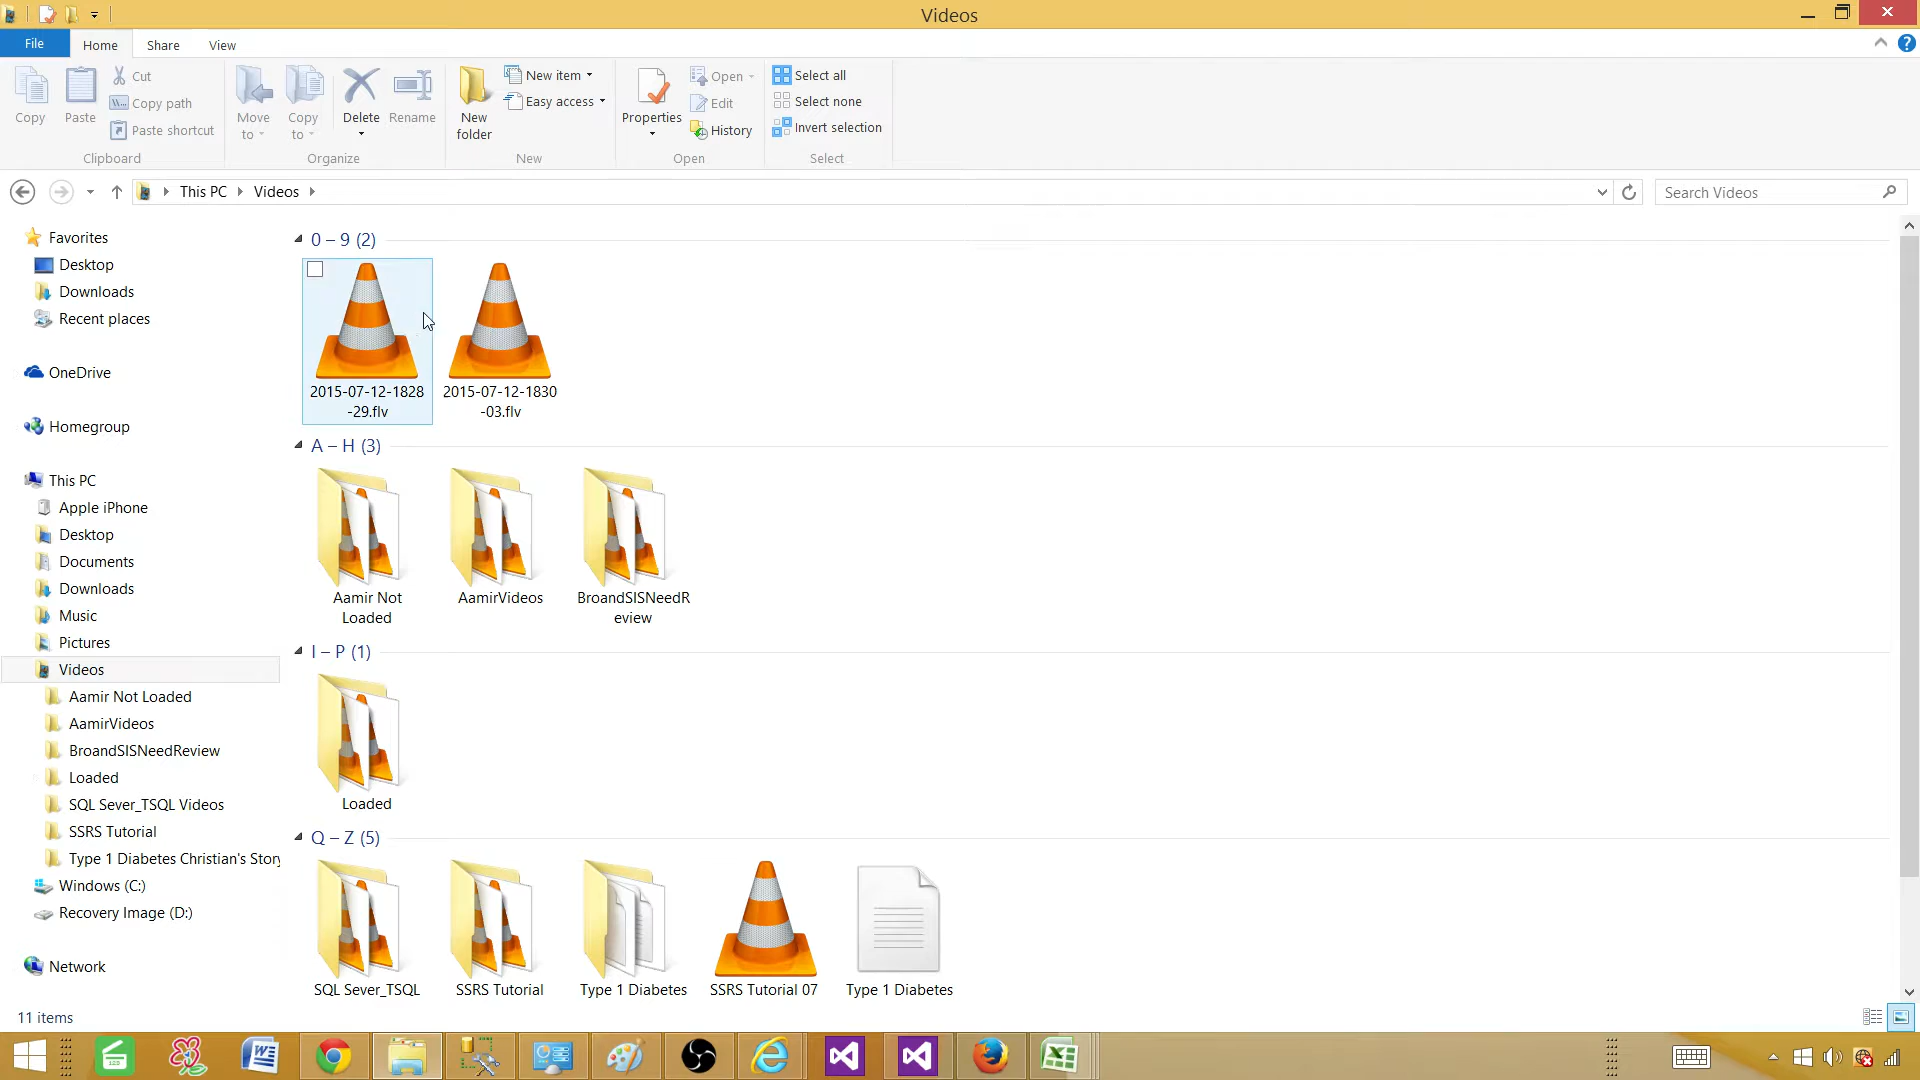 Videos
File Home Share View
Copy
Paste
Cut
Copy path
Paste shortcut
Clipboard
Move to
Copy to
Delete
Rename
Organize
New folder
New item
Easy access
New
Properties
Open
Edit
History
Open
Select all
Select none
Invert selection
Select
This PC Videos
Search Videos
Favorites
Desktop
Downloads
Recent places
OneDrive
Homegroup
This PC
Apple iPhone
Desktop
Documents
Downloads
Music
Pictures
Videos
Aamir Not Loaded
AamirVideos
BroandSISNeedReview
Loaded
SQL Sever_TSQL Videos
SSRS Tutorial
Type 1 Diabetes Christian's Story
Windows (C:)
Recovery Image (D:)
Network
0 – 9 (2)
2015-07-12-1828
-29.flv
2015-07-12-1830
-03.flv
A – H (3)
Aamir Not
Loaded
AamirVideos
BroandSISNeedR
eview
I – P (1)
Loaded
Q – Z (5)
SQL Sever_TSQL
SSRS Tutorial
Type 1 Diabetes
SSRS Tutorial 07
Type 1 Diabetes
11 items